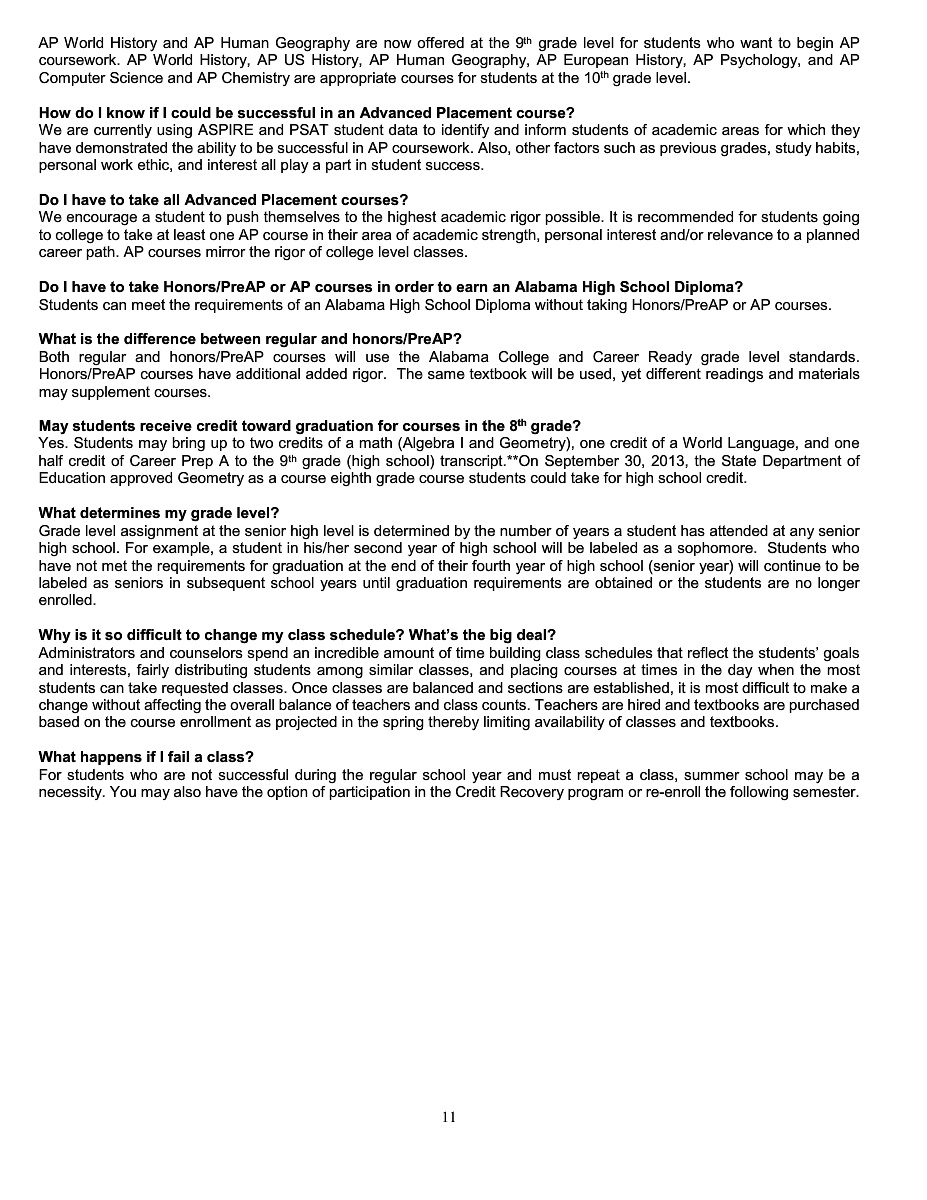 AP World History and AP Human Geography are now offered at the 9th grade level for students who want to begin AP
coursework. AP World History, AP US History, AP Human Geography, AP European History, AP Psychology, and AP
Computer Science and AP Chemistry are appropriate courses for students at the 10th grade level.
How do I know if I could be successful in an Advanced Placement course?
We are currently using ASPIRE and PSAT student data to identify and inform students of academic areas for which they
have demonstrated the ability to be successful in AP coursework. Also, other factors such as previous grades, study habits,
personal work ethic, and interest all play a part in student success.
Do I have to take all Advanced Placement courses?
We encourage a student to push themselves to the highest academic rigor possible. It is recommended for students going
to college to take at least one AP course in their area of academic strength, personal interest and/or relevance to a planned
career path. AP courses mirror the rigor of college level classes.
Do I have to take Honors/PreAP or AP courses in order to earn an Alabama High School Diploma?
Students can meet the requirements of an Alabama High School Diploma without taking Honors/PreAP or AP courses.
What is the difference between regular and honors/PreAP?
Both regular and honors/PreAP courses will use the Alabama College and Career Ready grade level standards.
Honors/PreAP courses have additional added rigor.  The same textbook will be used, yet different readings and materials
may supplement courses.
May students receive credit toward graduation for courses in the 8th grade?
Yes. Students may bring up to two credits of a math (Algebra I and Geometry), one credit of a World Language, and one
half credit of Career Prep A to the 9th grade (high school) transcript.**On September 30, 2013, the State Department of
Education approved Geometry as a course eighth grade course students could take for high school credit.
What determines my grade level?
Grade level assignment at the senior high level is determined by the number of years a student has attended at any senior
high school. For example, a student in his/her second year of high school will be labeled as a sophomore.  Students who
have not met the requirements for graduation at the end of their fourth year of high school (senior year) will continue to be
labeled as seniors in subsequent school years until graduation requirements are obtained or the students are no longer
enrolled.
Why is it so difficult to change my class schedule? What's the big deal?
Administrators and counselors spend an incredible amount of time building class schedules that reflect the students' goals
and interests, fairly distributing students among similar classes, and placing courses at times in the day when the most
students can take requested classes. Once classes are balanced and sections are established, it is most difficult to make a
change without affecting the overall balance of teachers and class counts. Teachers are hired and textbooks are purchased
based on the course enrollment as projected in the spring thereby limiting availability of classes and textbooks.
What happens if I fail a class?
For students who are not successful during the regular school year and must repeat a class, summer school may be a
necessity. You may also have the option of participation in the Credit Recovery program or re-enroll the following semester.
11